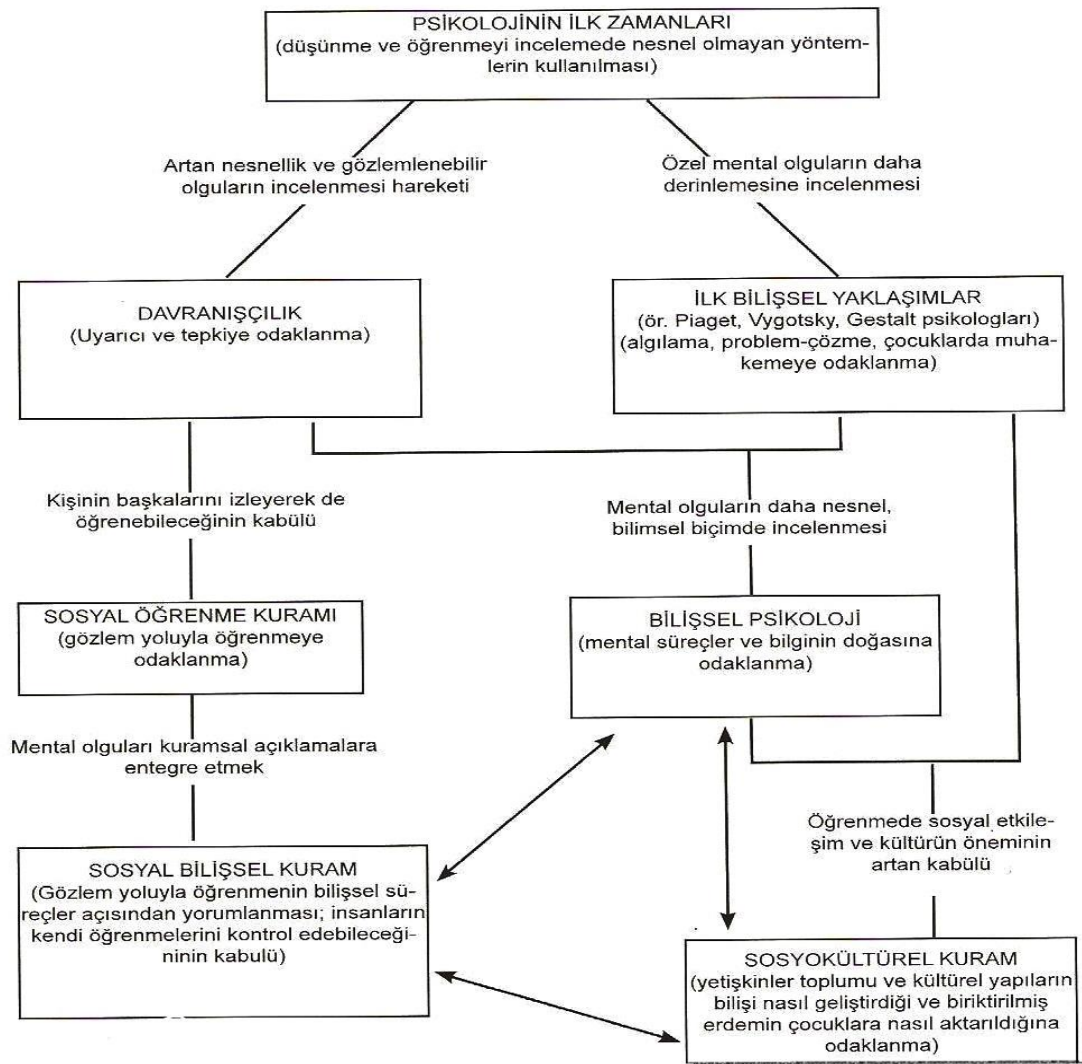 PSİKOLOJİNİN İLK ZAMANLARI
(düşünme ve öğrenmeyi incelemede nesnel olmayan yöntem-
lerin kullanılması)
Artan nesnellik ve gözlemlenebilir
olguların incelenmesi hareketi
Özel mental olguların daha
derinlemesine incelenmesi
DAVRANIŞÇILIK
(Uyarıcı ve tepkiye odaklanma)
İLK BİLİŞSEL YAKLAŞIMLAR
(ör. Piaget, Vygotsky, Gestalt psikologları)
(algılama, problem-çözme, çocuklarda muha-
kemeye odaklanma)
Kişinin başkalarını izleyerek de
öğrenebileceğinin kabülü
Mental olguların daha nesnel,
bilimsel biçimde incelenmesi
SOSYAL ÖĞRENME KURAMI
(gözlem yoluyla öğrenmeye
odaklanma)
BİLİŞSEL PSİKOLOJİ
(mental süreçler ve bilginin doğasına
odaklanma)
Mental olguları kuramsal açıklamalara
entegre etmek
Öğrenmede sosyal etkile-
şim ve kültürün öneminin
artan kabülü
SOSYAL BİLİŞSEL KURAM
(Gözlem yoluyla öğrenmenin bilişsel sü-
reçler açısından yorumlanması; insanların
kendi öğrenmelerini kontrol edebileceği-
ninin kabulü)
SOSYOKÜLTÜREL KURAM
(yetişkinler toplumu ve kültürel yapıların
bilişi nasıl geliştirdiği ve biriktirilmiş
erdemin çocuklara nasıl aktarıldığına
odaklanma)